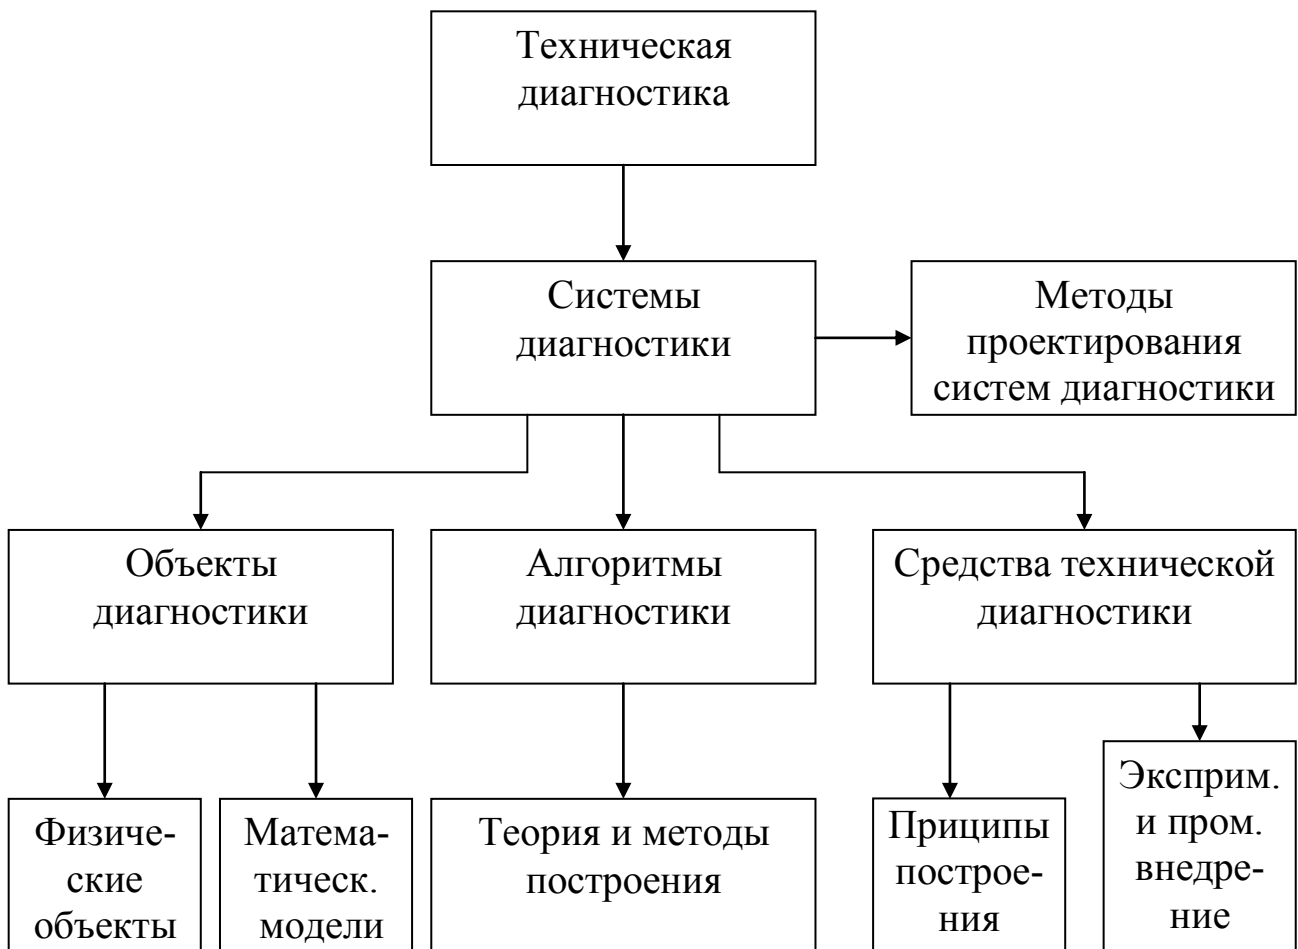 Техническая
диагностика
Системы
диагностики
Методы
проектирования
систем диагностики
Объекты
диагностики
Алгоритмы
диагностики
Средства технической
диагностики
Физиче-
ские
объекты
Матема-
тическ.
модели
Теория и методы
построения
Приципы
построе-
ния
Эксприм.
и пром.
внедре-
ние